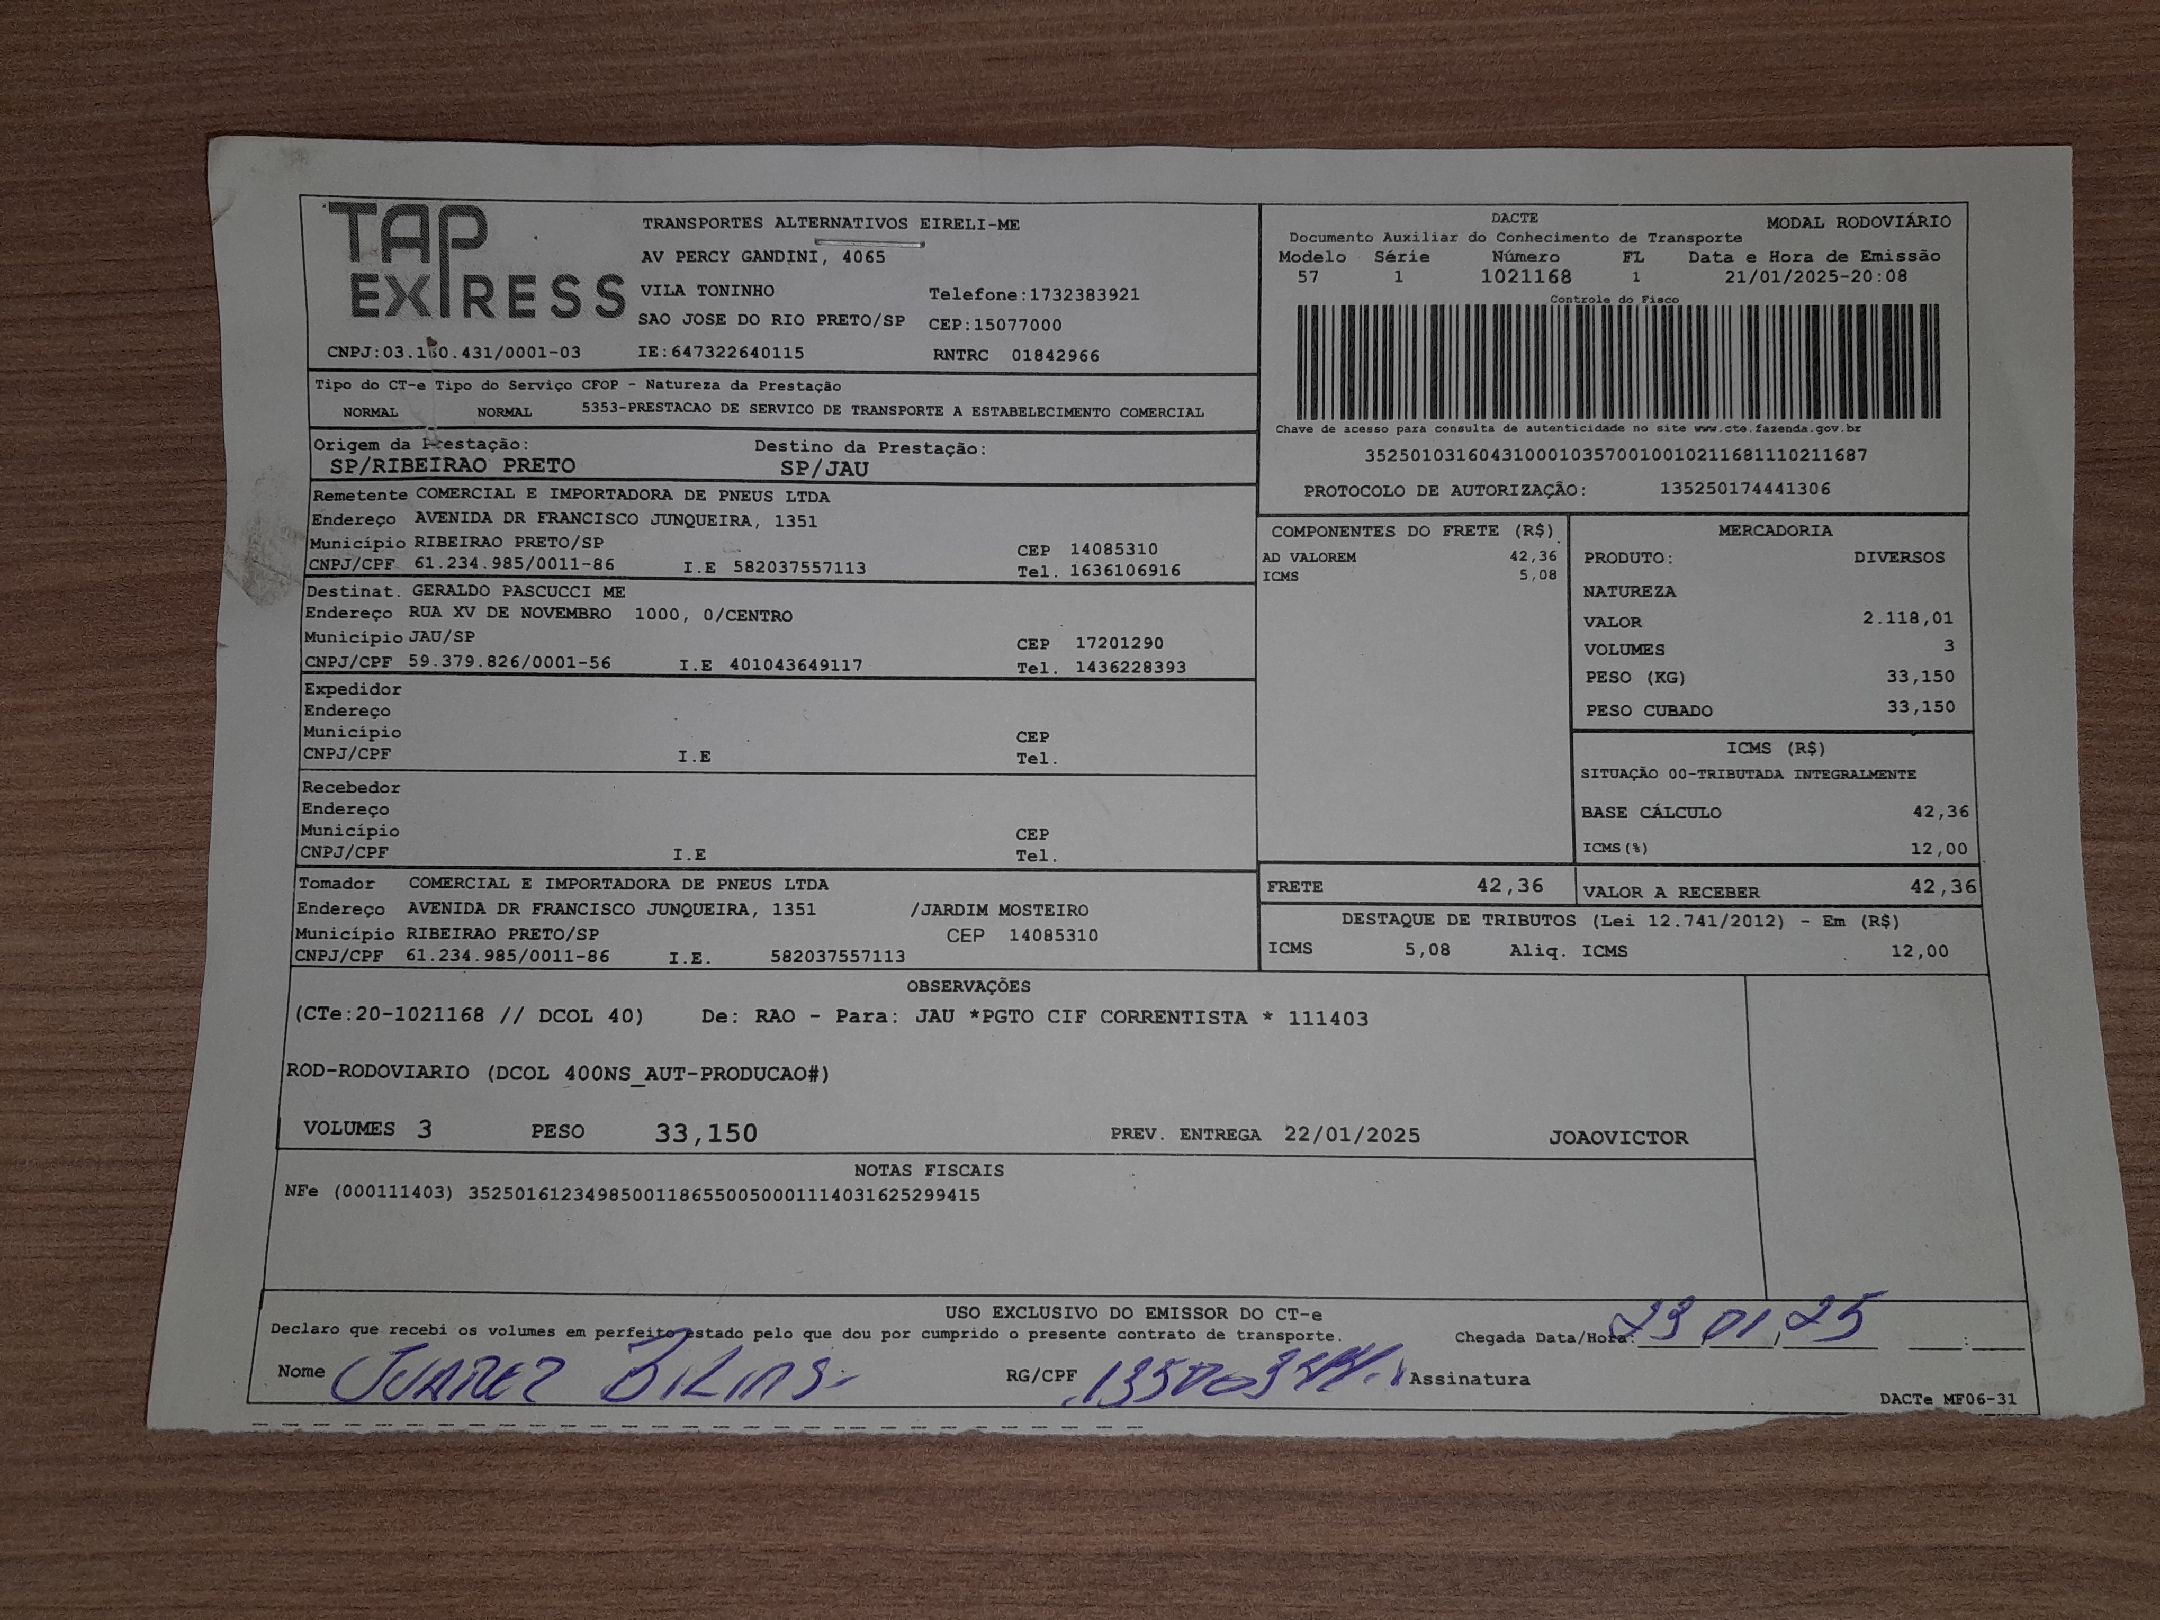 TAP EXPRESS
TRANSPORTES ALTERNATIVOS EIRELI-ME
AV PERCY GANDINI, 4065
VILA TONINHO Telefone:1732383921
SAO JOSE DO RIO PRETO/SP CEP:15077000
CNPJ:03.160.431/0001-03 IE:647322640115 RNTRC 01842966
DACTE MODAL RODOVIÁRIO
Documento Auxiliar do Conhecimento de Transporte
Modelo Série Número FL Data e Hora de Emissão
57 1 1021168 1 21/01/2025-20:08
Controle do Fisco
Chave de acesso para consulta de autenticidade no site www.cte.fazenda.gov.br
35250103160431000103570010010211681110211687
PROTOCOLO DE AUTORIZAÇÃO: 135250174441306
Tipo do CT-e Tipo do Serviço CFOP - Natureza da Prestação
NORMAL NORMAL 5353-PRESTACAO DE SERVICO DE TRANSPORTE A ESTABELECIMENTO COMERCIAL
Origem da Prestação: Destino da Prestação:
SP/RIBEIRAO PRETO SP/JAU
Remetente COMERCIAL E IMPORTADORA DE PNEUS LTDA
Endereço AVENIDA DR FRANCISCO JUNQUEIRA, 1351
Município RIBEIRAO PRETO/SP CEP 14085310
CNPJ/CPF 61.234.985/0011-86 I.E 582037557113 Tel. 1636106916
Destinat. GERALDO PASCUCCI ME
Endereço RUA XV DE NOVEMBRO 1000, 0/CENTRO
Município JAU/SP CEP 17201290
CNPJ/CPF 59.379.826/0001-56 I.E 401043649117 Tel. 1436228393
Expedidor
Endereço
Município CEP
CNPJ/CPF I.E Tel.
Recebedor
Endereço
Município CEP
CNPJ/CPF I.E Tel.
Tomador COMERCIAL E IMPORTADORA DE PNEUS LTDA
Endereço AVENIDA DR FRANCISCO JUNQUEIRA, 1351 /JARDIM MOSTEIRO
Município RIBEIRAO PRETO/SP CEP 14085310
CNPJ/CPF 61.234.985/0011-86 I.E. 582037557113
COMPONENTES DO FRETE (R$)
AD VALOREM 42,36
ICMS 5,08
MERCADORIA
PRODUTO: DIVERSOS
NATUREZA
VALOR 2.118,01
VOLUMES 3
PESO (KG) 33,150
PESO CUBADO 33,150
ICMS (R$)
SITUAÇÃO 00-TRIBUTADA INTEGRALMENTE
BASE CÁLCULO 42,36
ICMS(%) 12,00
FRETE 42,36 VALOR A RECEBER 42,36
DESTAQUE DE TRIBUTOS (Lei 12.741/2012) - Em (R$)
ICMS 5,08 Aliq. ICMS 12,00
OBSERVAÇÕES
(CTe:20-1021168 // DCOL 40) De: RAO - Para: JAU *PGTO CIF CORRENTISTA * 111403
ROD-RODOVIARIO (DCOL 400NS_AUT-PRODUCAO#)
VOLUMES 3 PESO 33,150 PREV. ENTREGA 22/01/2025 JOAOVICTOR
NOTAS FISCAIS
NFe (000111403) 35250161234985001186550050001114031625299415
USO EXCLUSIVO DO EMISSOR DO CT-e
Declaro que recebi os volumes em perfeito estado pelo que dou por cumprido o presente contrato de transporte. Chegada Data/Hora: 23 01 25 :
Nome JUAREZ RG/CPF Assinatura
DACTe MF06-31